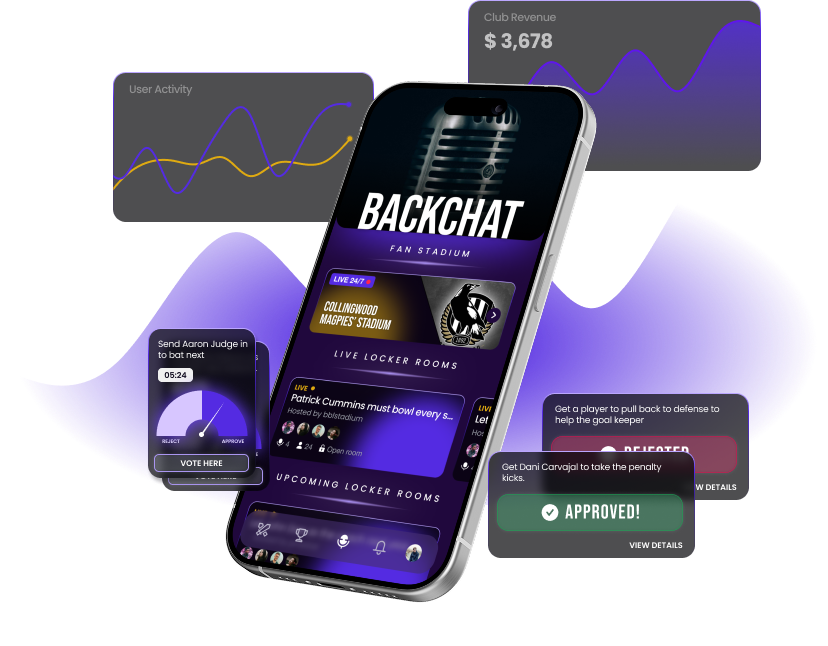 Club Revenue
$ 3,678
User Activity
BACKCHAT
FAN STADIUM
LIVE 24/7
COLLINGWOOD
MAGPIES' STADIUM
1892
LIVE LOCKER ROOMS
LIVE
Patrick Cummins must bowl every s...
Hosted by bblstadium
4
24
Open room
LIVI
Let
Hos
4
UPCOMING LOCKER ROOMS
Send Aaron Judge in
to bat next
05:24
REJECT
APPROVE
VOTE HERE
Get a player to pull back to defense to
help the goal keeper
REJECTED
W DETAILS
Get Dani Carvajal to take the penalty
kicks.
APPROVED!
VIEW DETAILS